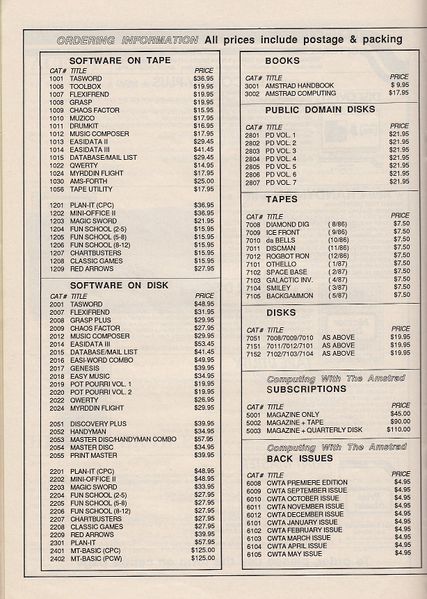 ORDERING INFORMATION All prices include postage & packing
SOFTWARE ON TAPE
CAT# TITLE PRICE
1001 TASWORD $36.95
1006 TOOLBOX $19.95
1007 FLEXIFREND $19.95
1008 GRASP $19.95
1009 CHAOS FACTOR $15.95
1010 MUZICO $17.95
1011 DRUMKIT $16.95
1012 MUSIC COMPOSER $17.95
1013 EASIDATA II $29.45
1014 EASIDATA III $41.45
1015 DATABASE/MAIL LIST $29.45
1022 QWERTY $14.95
1024 MYRDDIN FLIGHT $17.95
1030 AMS-FORTH $25.00
1056 TAPE UTILITY $17.95
1201 PLAN-IT (CPC) $36.95
1202 MINI-OFFICE II $36.95
1203 MAGIC SWORD $21.95
1204 FUN SCHOOL (2-5) $15.95
1205 FUN SCHOOL (5-8) $15.95
1206 FUN SCHOOL (8-12) $15.95
1207 CHARTBUSTERS $15.95
1208 CLASSIC GAMES $15.95
1209 RED ARROWS $27.95
SOFTWARE ON DISK
CAT# TITLE PRICE
2001 TASWORD $48.95
2007 FLEXIFREND $31.95
2008 GRASP PLUS $29.95
2009 CHAOS FACTOR $27.95
2012 MUSIC COMPOSER $29.95
2014 EASIDATA III $53.45
2015 DATABASE/MAIL LIST $41.45
2016 EASI-WORD COMBO $49.95
2017 GENESIS $39.95
2018 EASY MUSIC $34.95
2019 POT POURRI VOL. 1 $19.95
2020 POT POURRI VOL. 2 $19.95
2022 QWERTY $26.95
2024 MYRDDIN FLIGHT $29.95
2051 DISCOVERY PLUS $39.95
2052 HANDYMAN $34.95
2053 MASTER DISC/HANDYMAN COMBO $57.95
2054 MASTER DISC $34.95
2055 PRINT MASTER $39.95
2201 PLAN-IT (CPC) $48.95
2202 MINI-OFFICE II $48.95
2203 MAGIC SWORD $33.95
2204 FUN SCHOOL (2-5) $27.95
2205 FUN SCHOOL (5-8) $27.95
2206 FUN SCHOOL (8-12) $27.95
2207 CHARTBUSTERS $27.95
2208 CLASSIC GAMES $27.95
2209 RED ARROWS $39.95
2301 PLAN-IT $57.95
2401 MT-BASIC (CPC) $125.00
2402 MT-BASIC (PCW) $125.00
BOOKS
CAT# TITLE PRICE
3001 AMSTRAD HANDBOOK $ 9.95
3002 AMSTRAD COMPUTING $17.95
PUBLIC DOMAIN DISKS
CAT# TITLE PRICE
2801 PD VOL. 1 $21.95
2802 PD VOL. 2 $21.95
2803 PD VOL. 3 $21.95
2804 PD VOL. 4 $21.95
2805 PD VOL. 5 $21.95
2806 PD VOL. 6 $21.95
2807 PD VOL. 7 $21.95
TAPES
CAT# TITLE PRICE
7008 DIAMOND DIG ( 8/86) $7.50
7009 ICE FRONT ( 9/86) $7.50
7010 da BELLS (10/86) $7.50
7011 DISCMAN (11/86) $7.50
7012 ROGBOT RON (12/86) $7.50
7101 OTHELLO ( 1/87) $7.50
7102 SPACE BASE ( 2/87) $7.50
7103 GALACTIC INV. ( 4/87) $7.50
7104 SMILEY ( 3/87) $7.50
7105 BACKGAMMON ( 5/87) $7.50
DISKS
CAT# TITLE PRICE
7051 7008/7009/7010 AS ABOVE $19.95
7151 7011/7012/7101 AS ABOVE $19.95
7152 7102/7103/7104 AS ABOVE $19.95
Computing With The Amstrad
SUBSCRIPTIONS
CAT# TITLE PRICE
5001 MAGAZINE ONLY $45.00
5002 MAGAZINE + TAPE $90.00
5003 MAGAZINE + QUARTERLY DISK $110.00
Computing With The Amstrad
BACK ISSUES
CAT# TITLE PRICE
6008 CWTA PREMIERE EDITION $4.95
6009 CWTA SEPTEMBER ISSUE $4.95
6010 CWTA OCTOBER ISSUE $4.95
6011 CWTA NOVEMBER ISSUE $4.95
6012 CWTA DECEMBER ISSUE $4.95
6101 CWTA JANUARY ISSUE $4.95
6102 CWTA FEBRUARY ISSUE $4.95
6103 CWTA MARCH ISSUE $4.95
6104 CWTA APRIL ISSUE $4.95
6105 CWTA MAY ISSUE $4.95